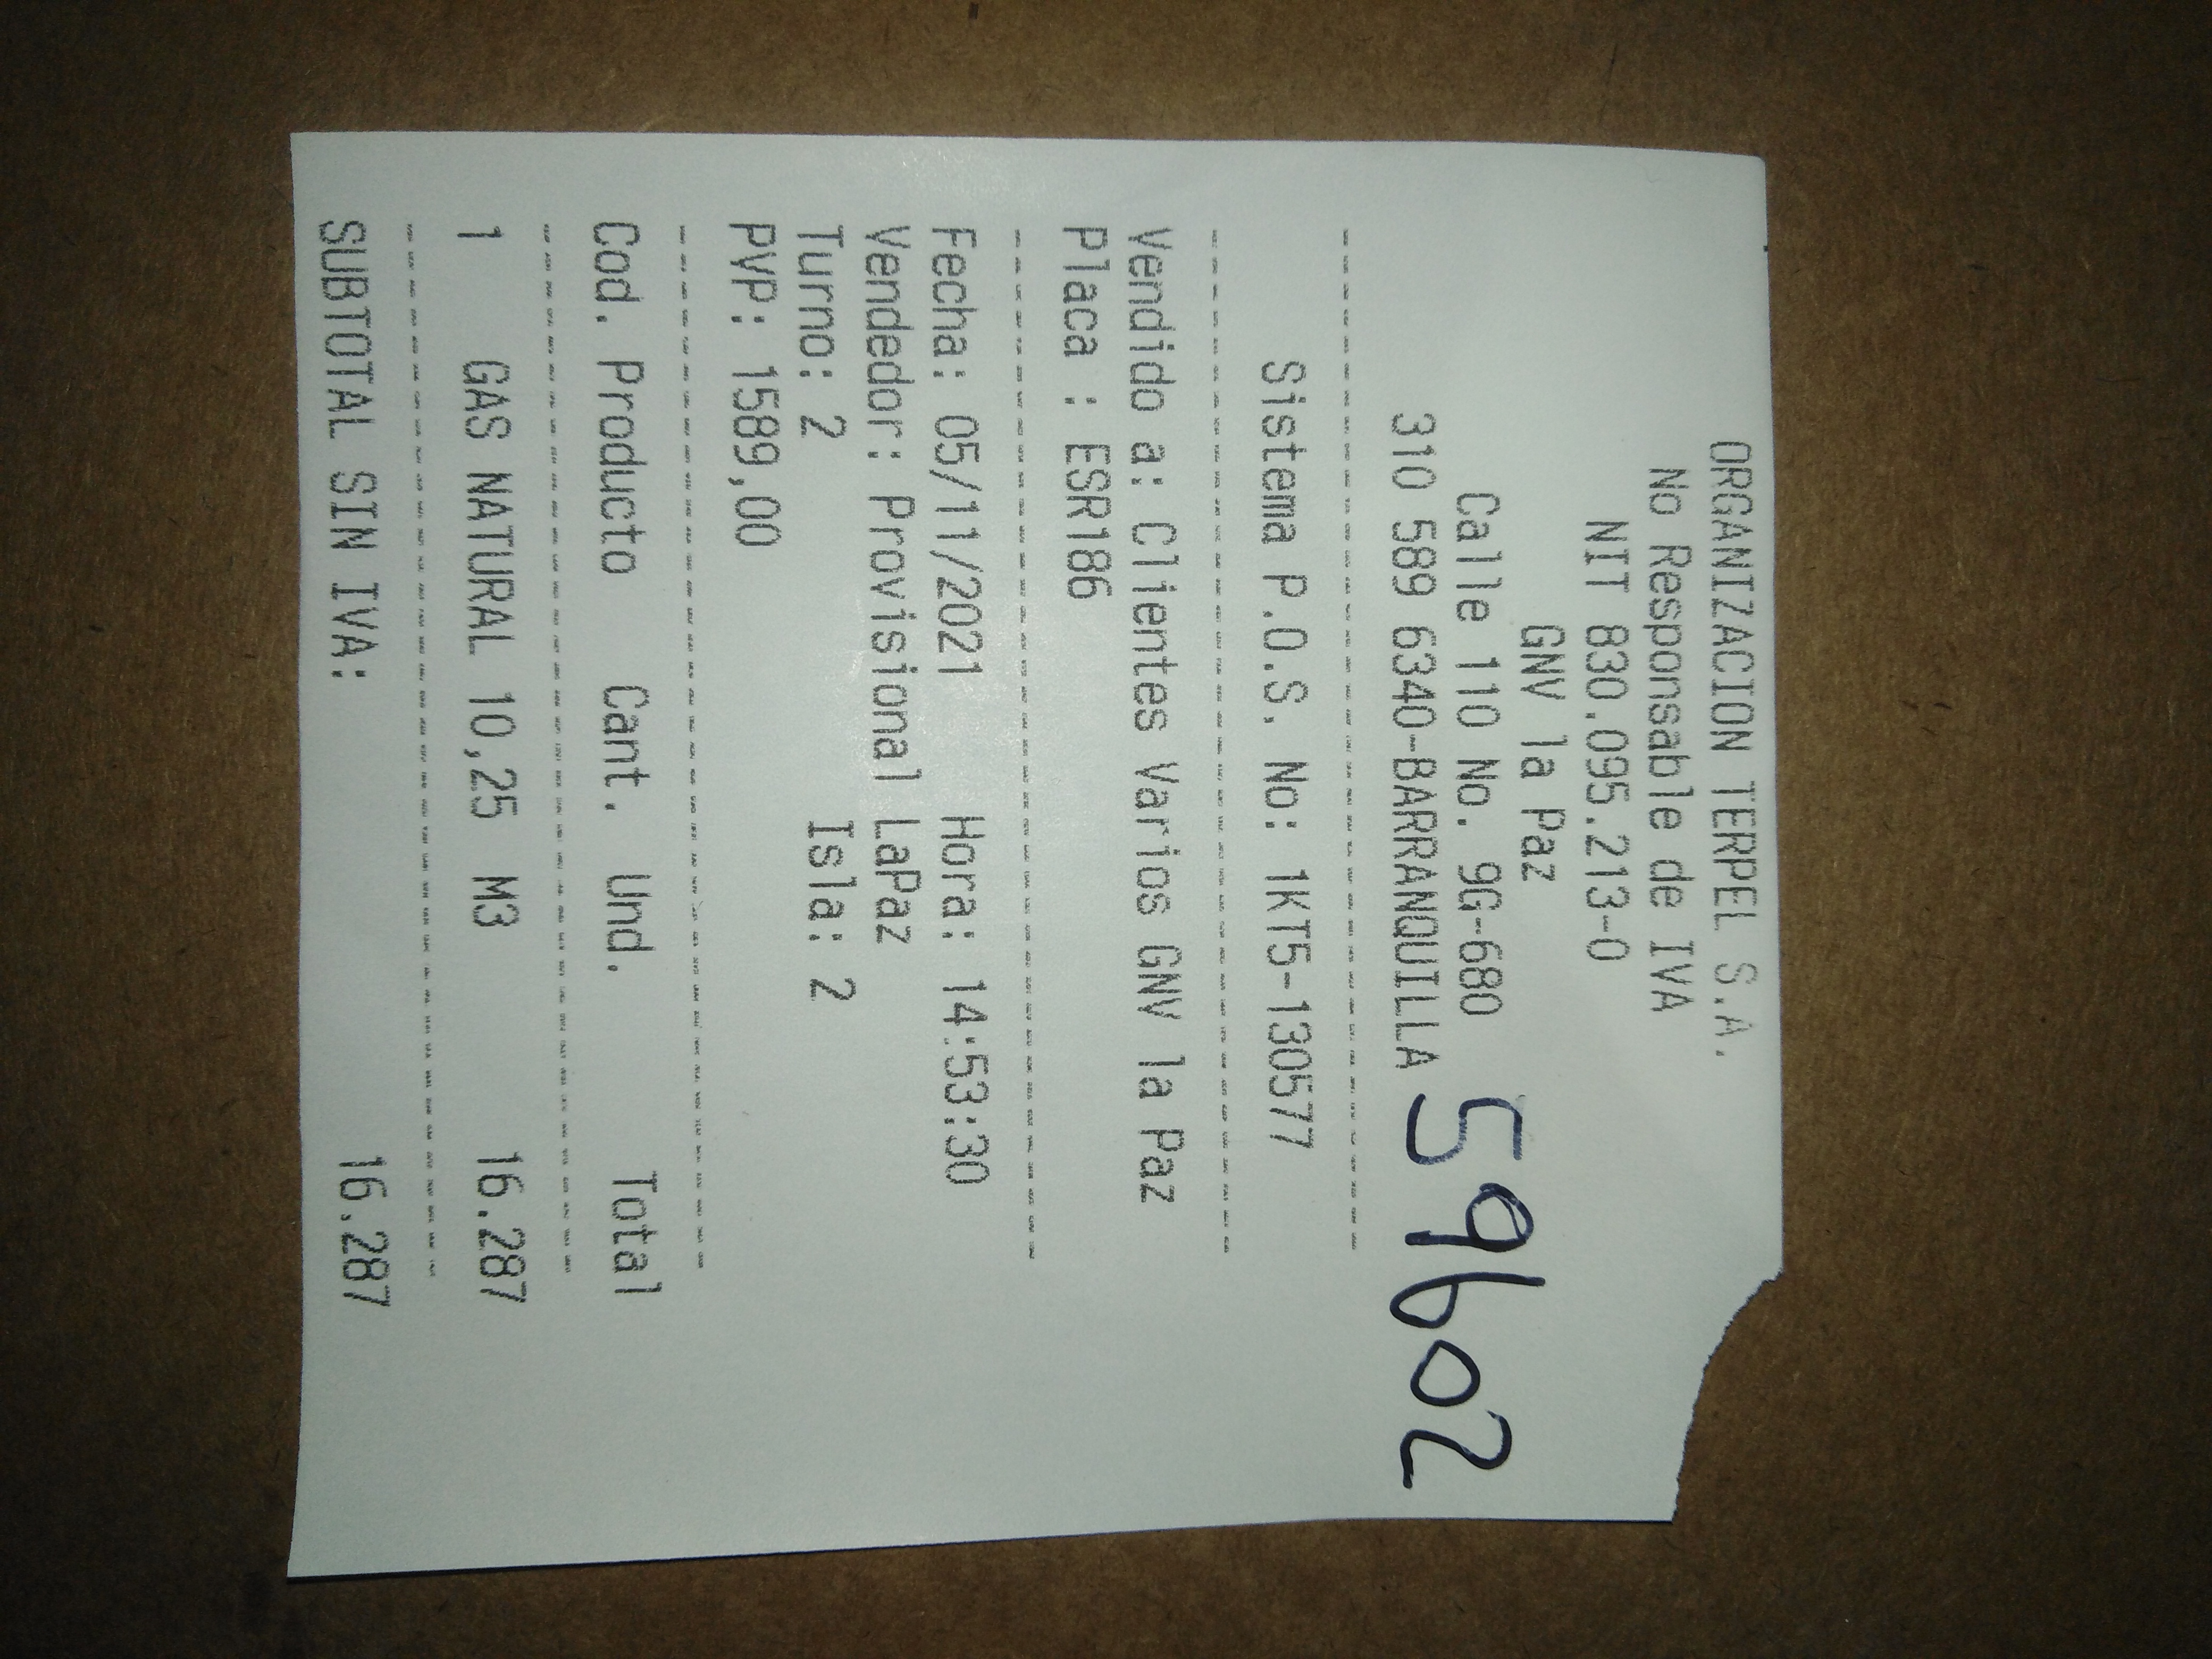 ORGANIZACION TERPEL S.A.
No Responsable de IVA
NIT 830.095.213-0
GNV la Paz
Calle 110 No. 9G-680
310 589 6340-BARRANQUILLA
59602
--------------------------------------
Sistema P.O.S. No: 1KT5-130577
--------------------------------------
Vendido a: Clientes Varios GNV la Paz
Placa : ESR186
--------------------------------------
Fecha: 05/11/2021 Hora: 14:53:30
Vendedor: Provisional LaPaz
Turno: 2 Isla: 2
PVP: 1589,00
--------------------------------------
Cod. Producto Cant. Und. Total
--------------------------------------
1 GAS NATURAL 10,25 M3 16.287
--------------------------------------
SUBTOTAL SIN IVA: 16.287